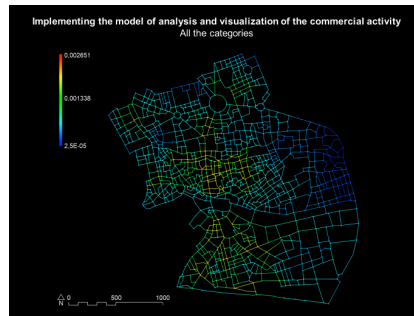 Implementing the model of analysis and visualization of the commercial activity
All the categories
0,002651
0,001338
2.5E-05
N 0 500 1000